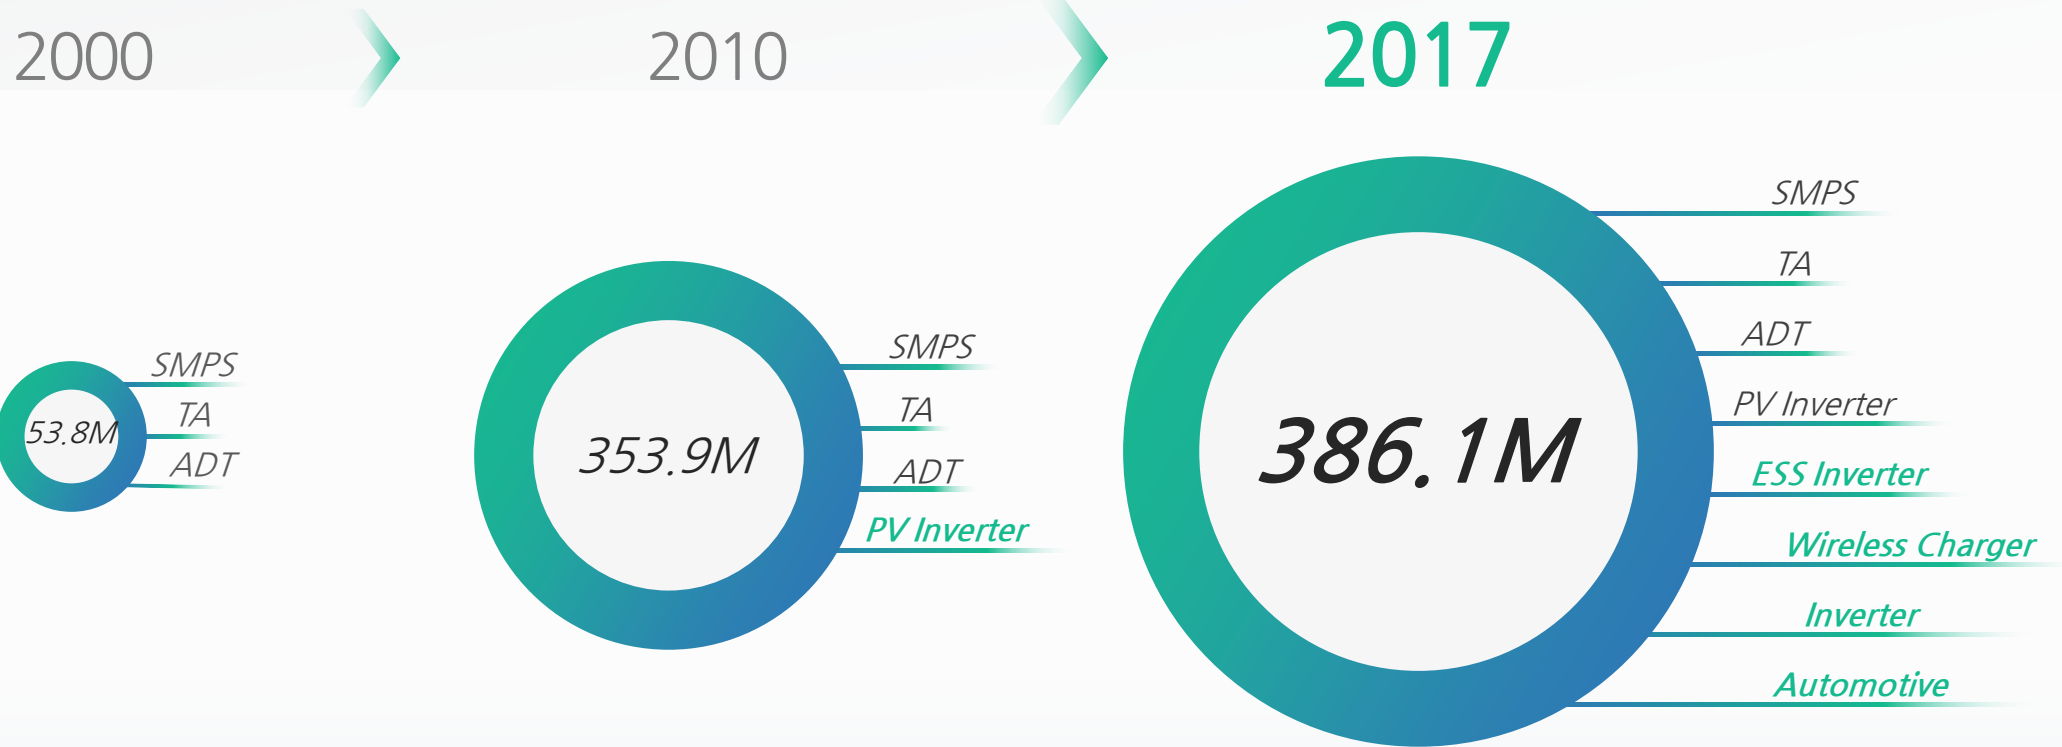 2000
2010
2017
53.8M
SMPS
TA
ADT
353.9M
SMPS
TA
ADT
PV Inverter
386.1M
SMPS
TA
ADT
PV Inverter
ESS Inverter
Wireless Charger
Inverter
Automotive